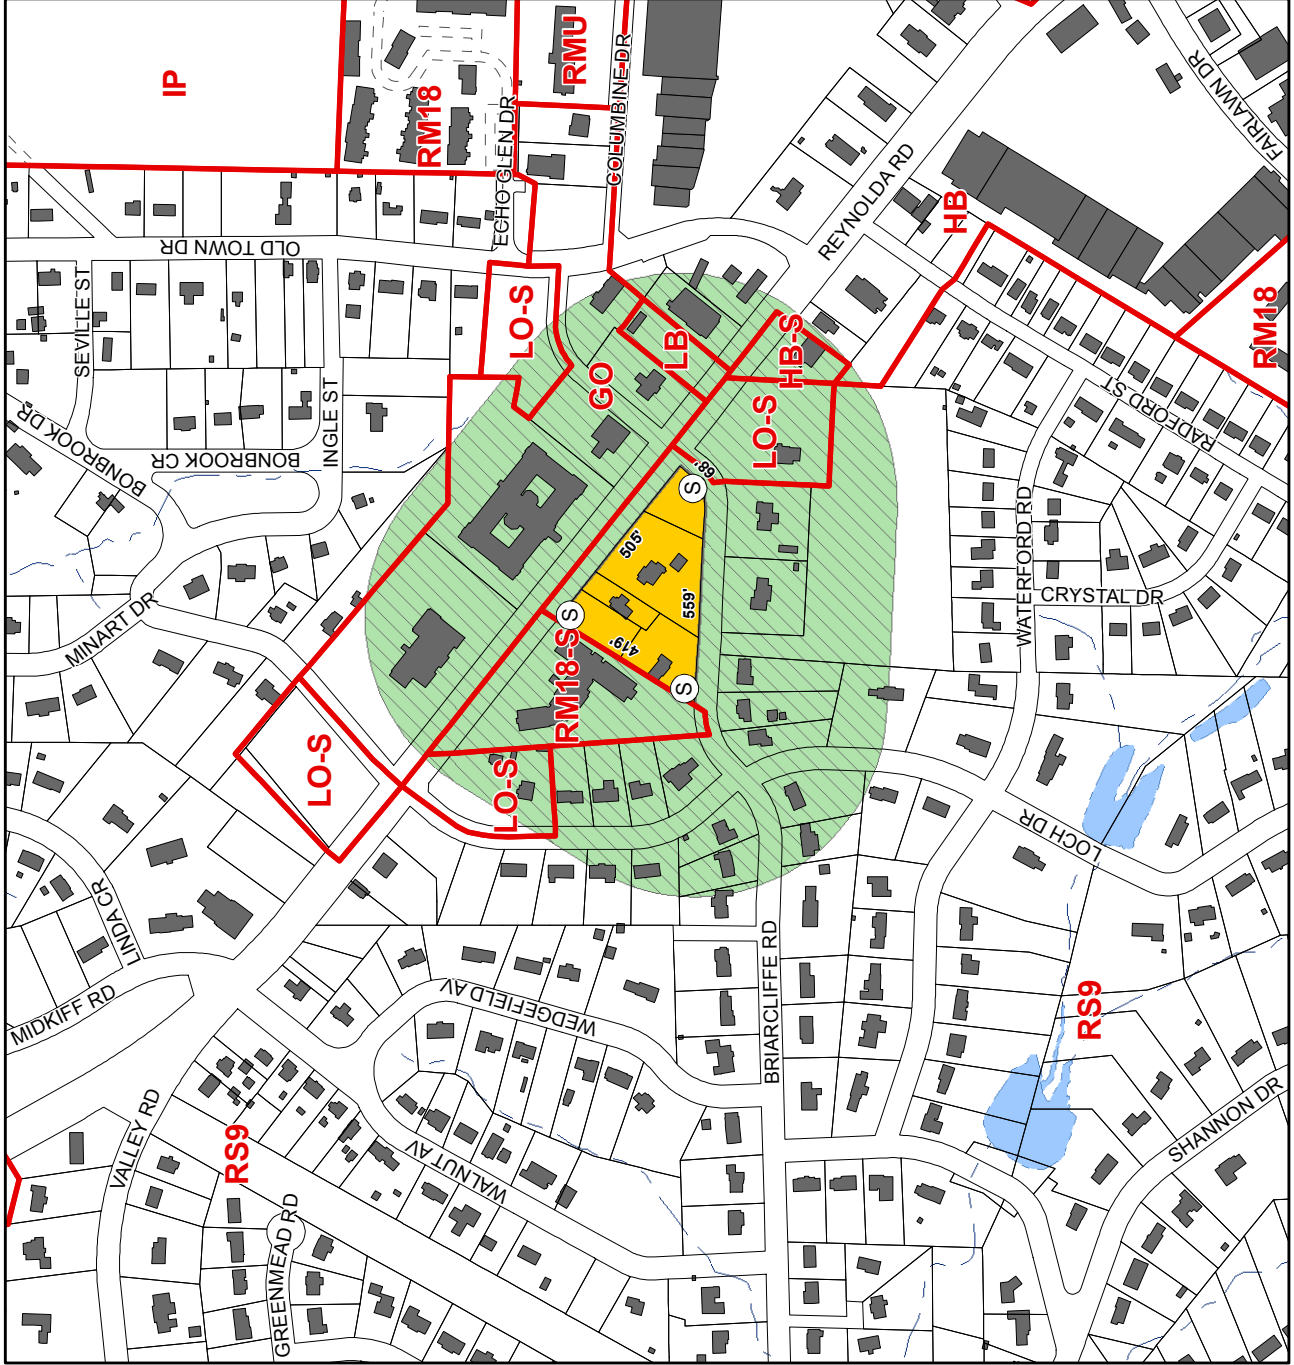 IP
RM18
RMU
COLUMBINE DR
ECHO GLEN DR
OLD TOWN DR
SEVILLE ST
BONBROOK DR
BONBROOK CR
INGLE ST
MINART DR
REYNOLDA RD
FAIRLAWN DR
HB
RM18
RADFORD ST
LO-S
GO
LB
HB-S
LO-S
68'
S
505'
S
559'
419'
S
RM18-S
LO-S
LO-S
WATERFORD RD
CRYSTAL DR
LOCH DR
LINDA CR
MIDKIFF RD
WEDGEFIELD AV
BRIARCLIFFE RD
VALLEY RD
WALNUT AV
RS9
GREENMEAD RD
RS9
SHANNON DR